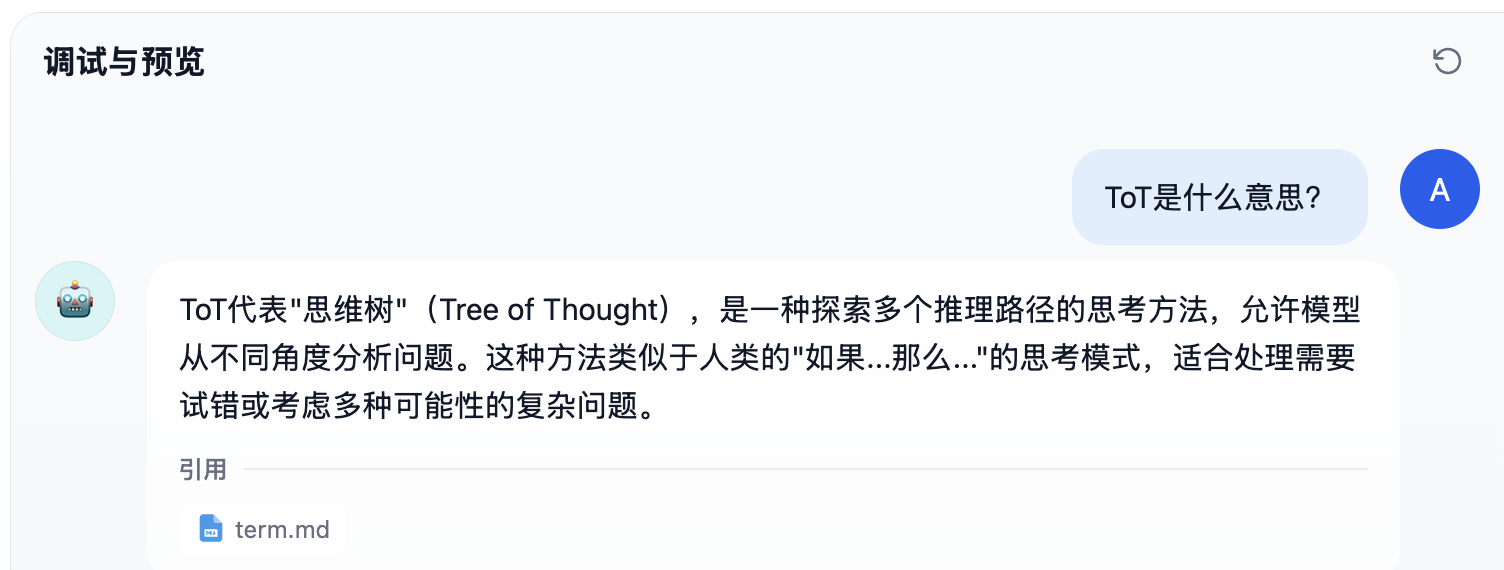 调试与预览
ToT是什么意思?
A
ToT代表"思维树"（Tree of Thought），是一种探索多个推理路径的思考方法，允许模型
从不同角度分析问题。这种方法类似于人类的"如果...那么..."的思考模式，适合处理需要
试错或考虑多种可能性的复杂问题。
引用
term.md